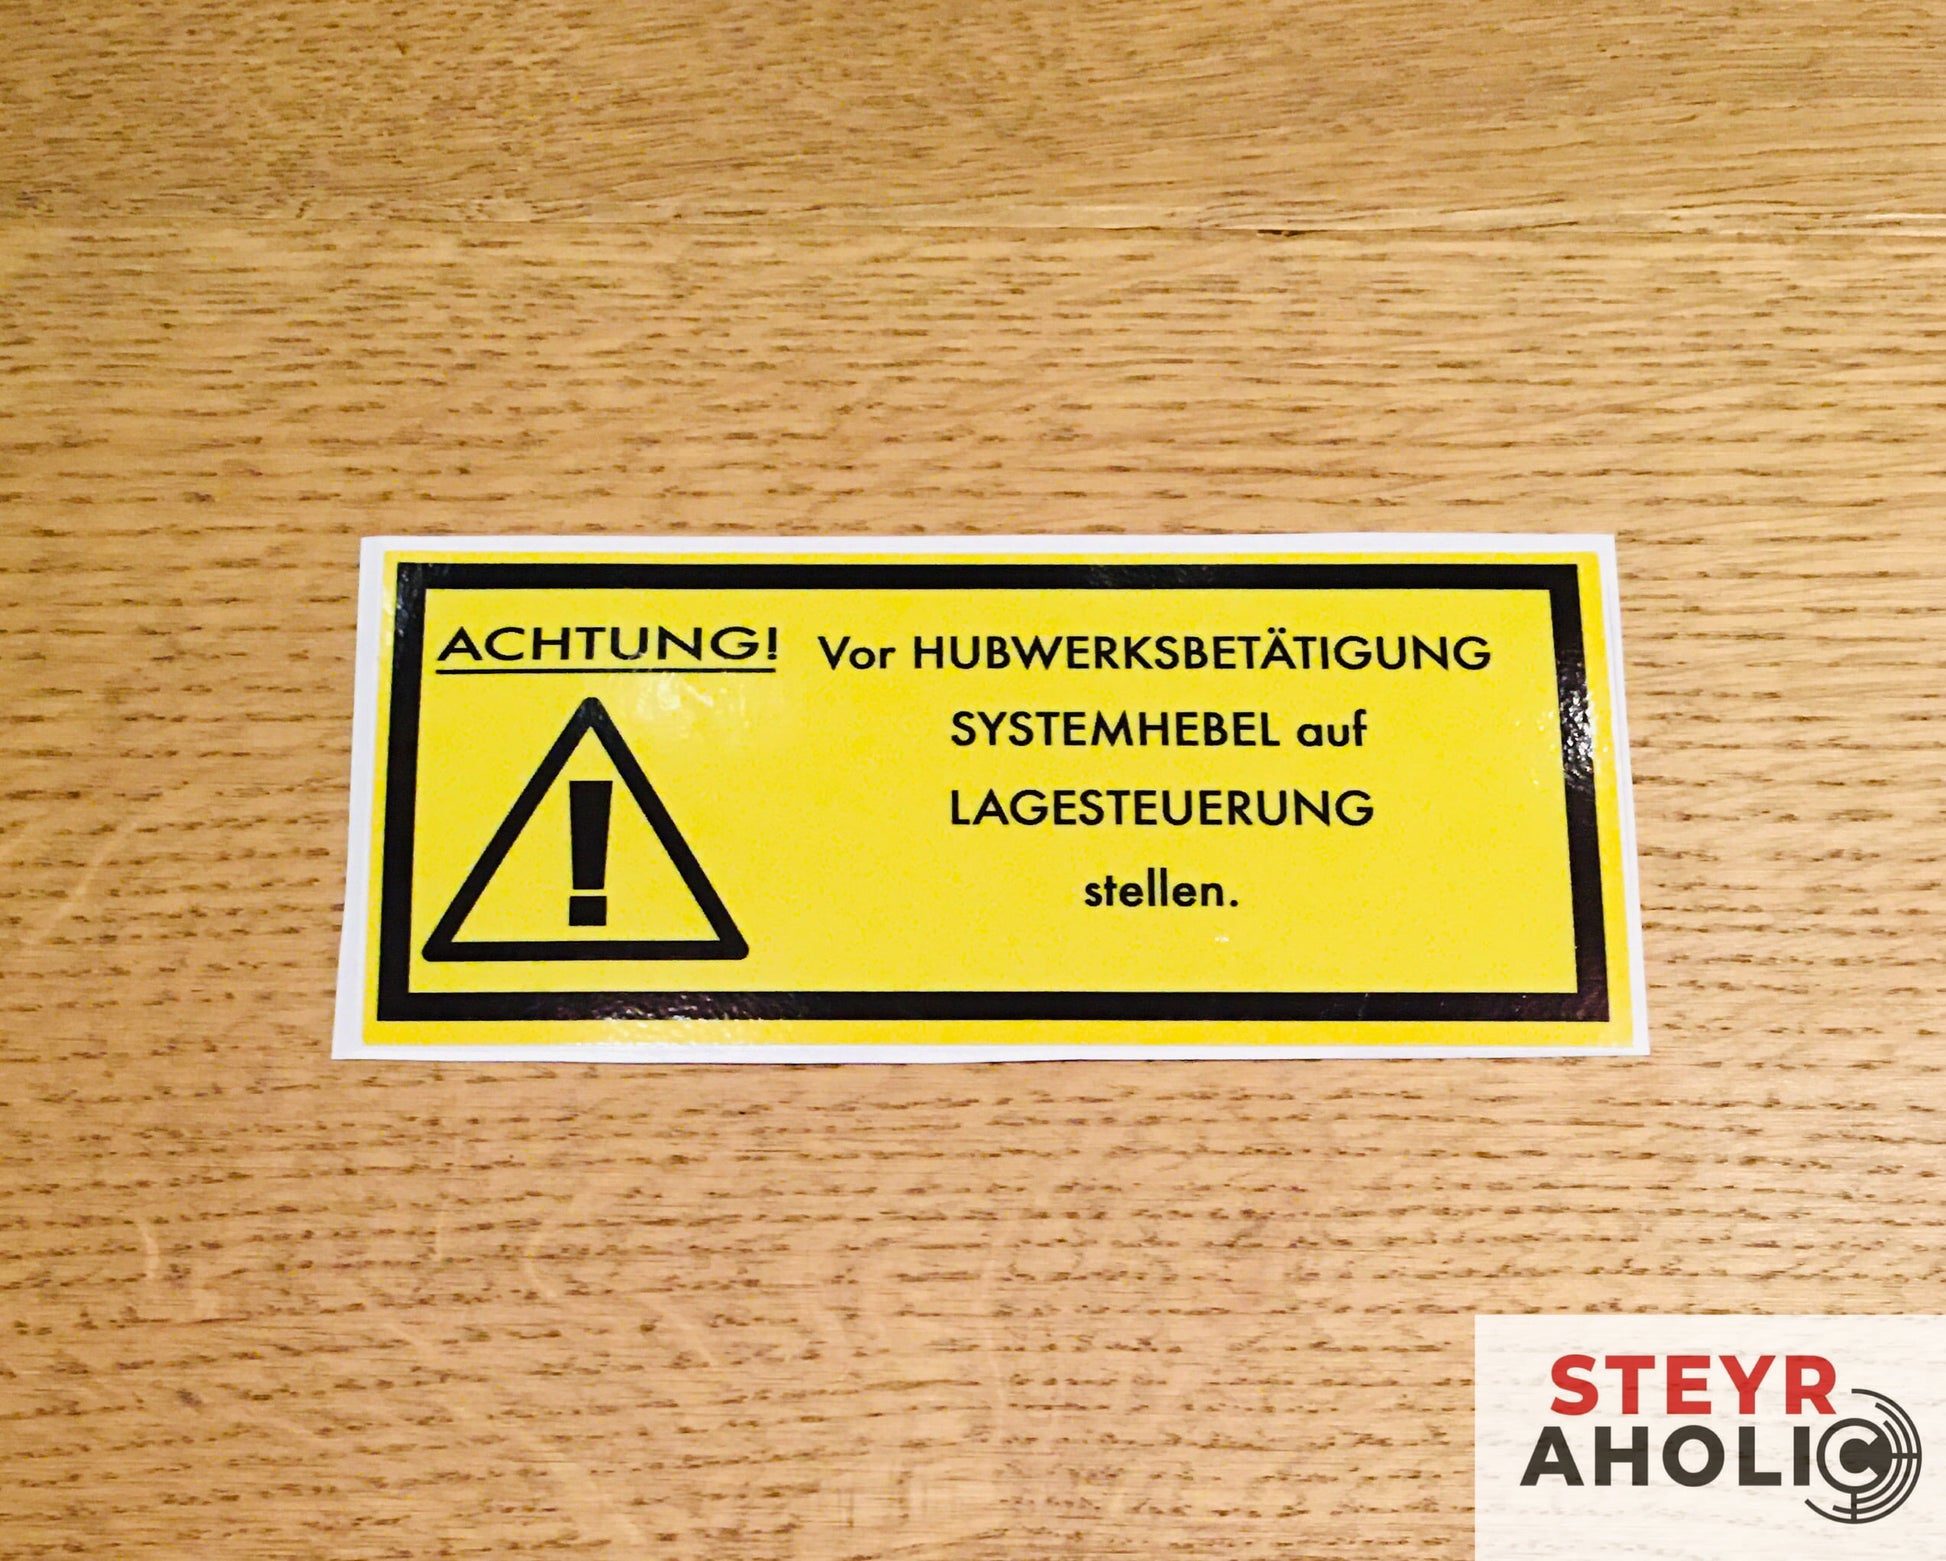 ACHTUNG! Vor HUBWERKSBETÄTIGUNG
SYSTEMHEBEL auf
LAGESTEUERUNG
stellen.
STEYR
AHOLIC